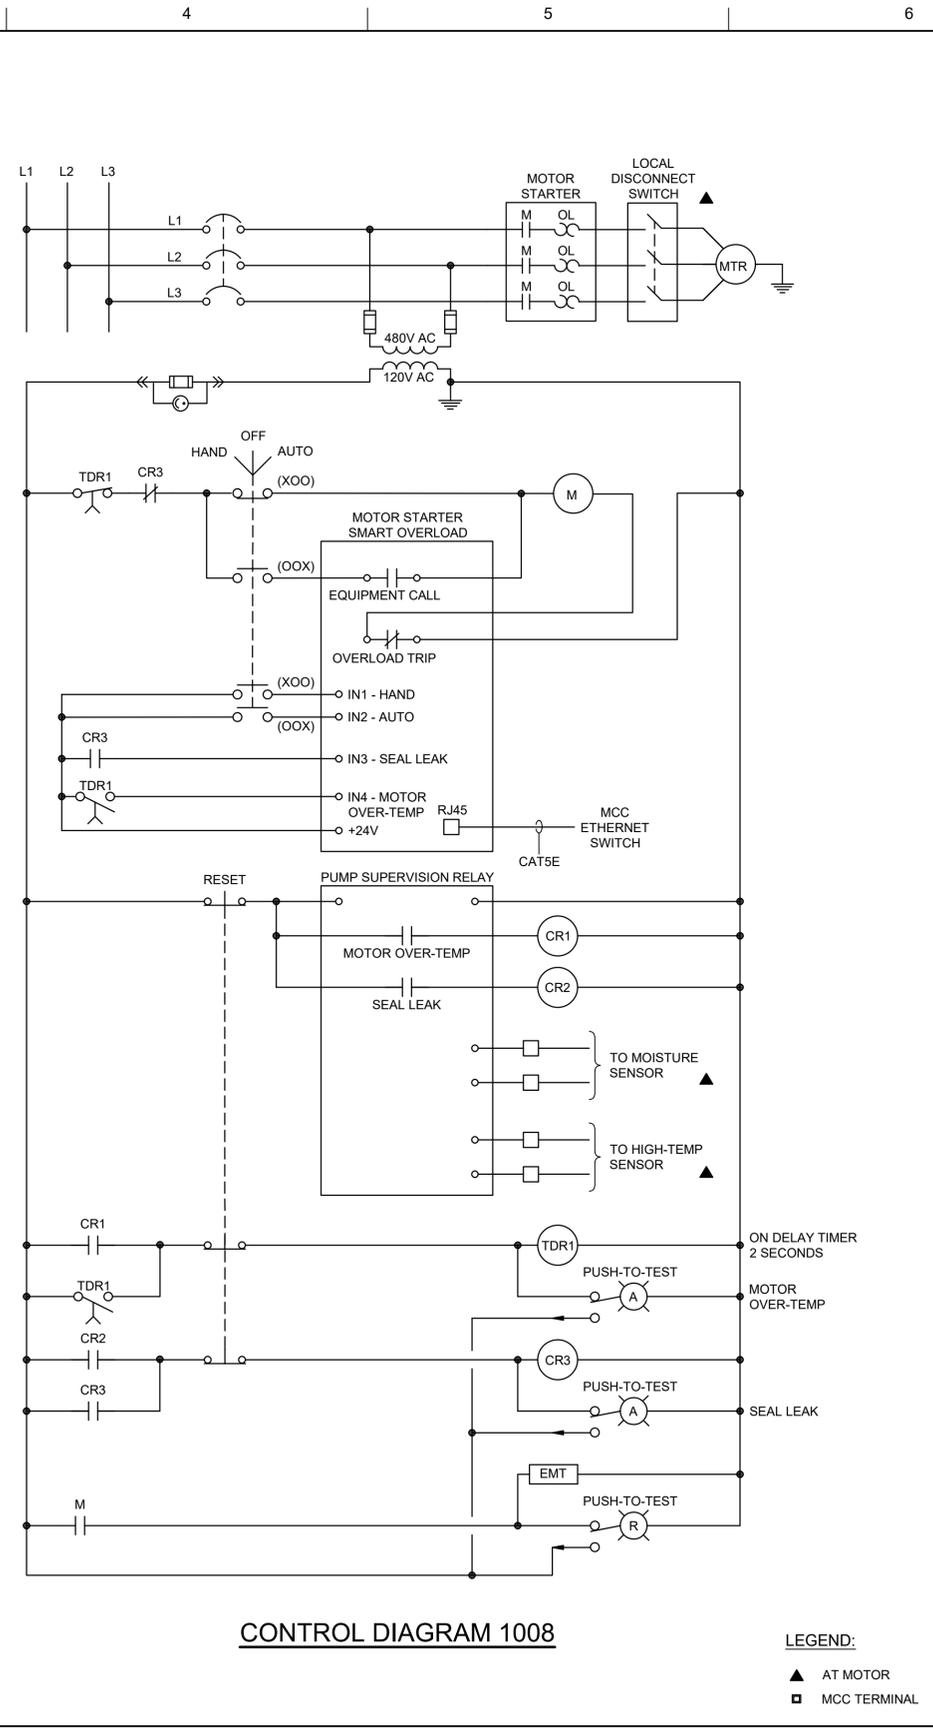 4 5 6
L1 L2 L3
LOCAL
DISCONNECT
SWITCH
MOTOR
STARTER
L1
M OL
L2
M OL
MTR
L3
M OL
480V AC
120V AC
OFF
HAND AUTO
TDR1 CR3
(XOO)
M
MOTOR STARTER
SMART OVERLOAD
(OOX)
EQUIPMENT CALL
OVERLOAD TRIP
(XOO)
IN1 - HAND
IN2 - AUTO
(OOX)
CR3
IN3 - SEAL LEAK
TDR1
IN4 - MOTOR
OVER-TEMP
RJ45
MCC
ETHERNET
SWITCH
+24V
CAT5E
RESET
PUMP SUPERVISION RELAY
CR1
MOTOR OVER-TEMP
CR2
SEAL LEAK
TO MOISTURE
SENSOR
TO HIGH-TEMP
SENSOR
CR1
TDR1
ON DELAY TIMER
2 SECONDS
TDR1
PUSH-TO-TEST
A
MOTOR
OVER-TEMP
CR2
CR3
CR3
PUSH-TO-TEST
A
SEAL LEAK
EMT
M
PUSH-TO-TEST
R
CONTROL DIAGRAM 1008
LEGEND:
AT MOTOR
MCC TERMINAL